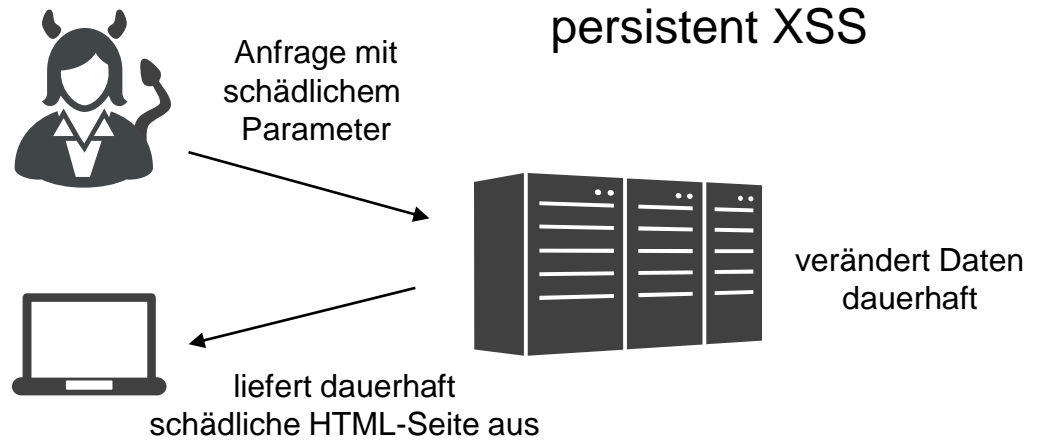 persistent XSS
Anfrage mit
schädlichem
Parameter
verändert Daten
dauerhaft
liefert dauerhaft
schädliche HTML-Seite aus